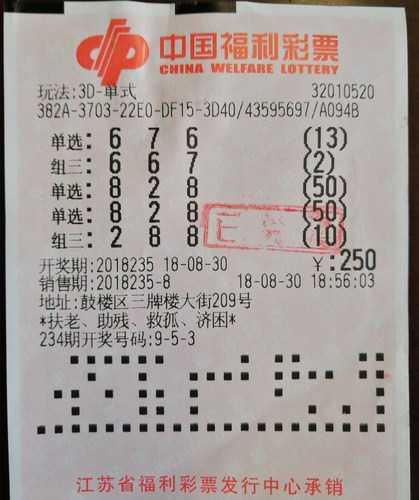 中国福利彩票
CHINA WELFARE LOTTERY
玩法:3D-单式 32010520
382A-3703-22E0-DF15-3D40/43595697/A094B
单选: 6 7 6 (13)
组三: 6 6 7 (2)
单选: 8 2 8 (50)
单选: 8 2 8 (50)
组三: 2 8 8 (10)
开奖期:2018235 18-08-30 ¥:250
销售期:2018235-8 18-08-30 18:56:03
地址:鼓楼区三牌楼大街209号
*扶老、助残、救孤、济困*
234期开奖号码:9-5-3
江苏省福利彩票发行中心承销